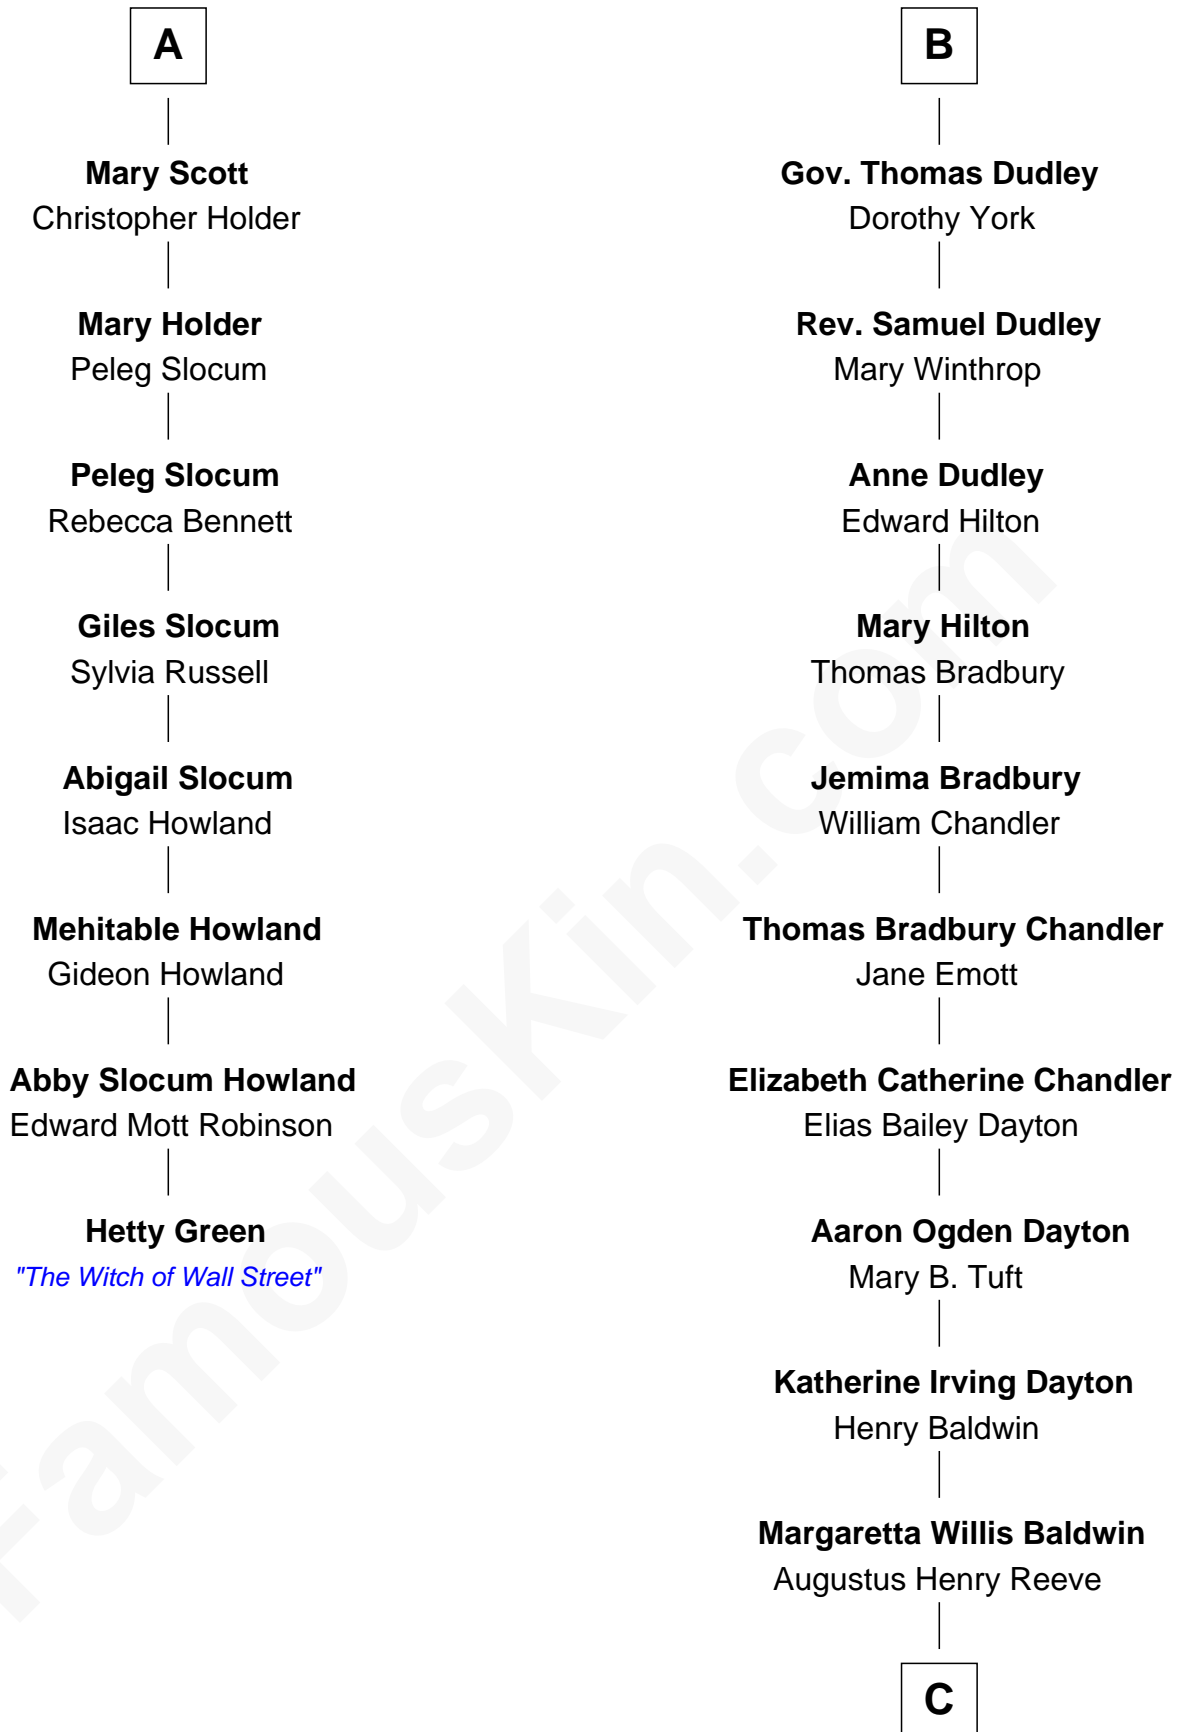 A
Mary Scott
Christopher Holder
Mary Holder
Peleg Slocum
Peleg Slocum
Rebecca Bennett
Giles Slocum
Sylvia Russell
Abigail Slocum
Isaac Howland
Mehitable Howland
Gideon Howland
Abby Slocum Howland
Edward Mott Robinson
Hetty Green
"The Witch of Wall Street"
B
Gov. Thomas Dudley
Dorothy York
Rev. Samuel Dudley
Mary Winthrop
Anne Dudley
Edward Hilton
Mary Hilton
Thomas Bradbury
Jemima Bradbury
William Chandler
Thomas Bradbury Chandler
Jane Emott
Elizabeth Catherine Chandler
Elias Bailey Dayton
Aaron Ogden Dayton
Mary B. Tuft
Katherine Irving Dayton
Henry Baldwin
Margaretta Willis Baldwin
Augustus Henry Reeve
C
FamousKin.com